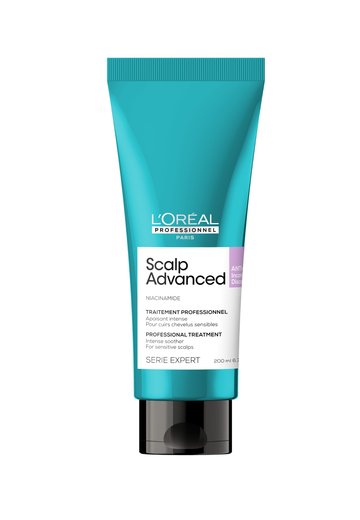 L'ORÉAL
PROFESSIONNEL
PARIS
Scalp
Advanced
NIACINAMIDE
TRAITEMENT PROFESSIONNEL
Apaisant intense
Pour cuirs chevelus sensibles
PROFESSIONAL TREATMENT
Intense soother
For sensitive scalps
SERIE EXPERT
200 ml